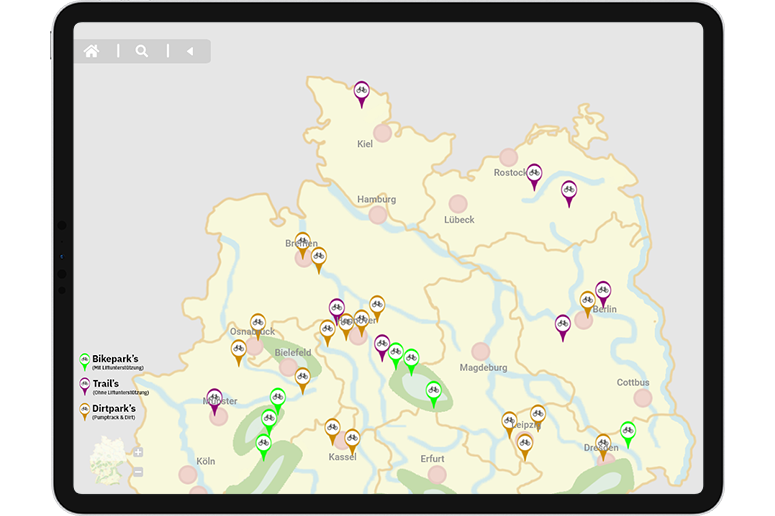 Kiel
Rostock
Hamburg
Lübeck
Bremen
Berlin
Hannover
Osnabrück
Bielefeld
Magdeburg
Bikepark's
(Mit Liftunterstützung)
Cottbus
Trail's
(Ohne Liftunterstützung)
Münster
Dirtpark's
(Pumptrack & Dirt)
Leipzig
Dresden
Kassel
Köln
Erfurt